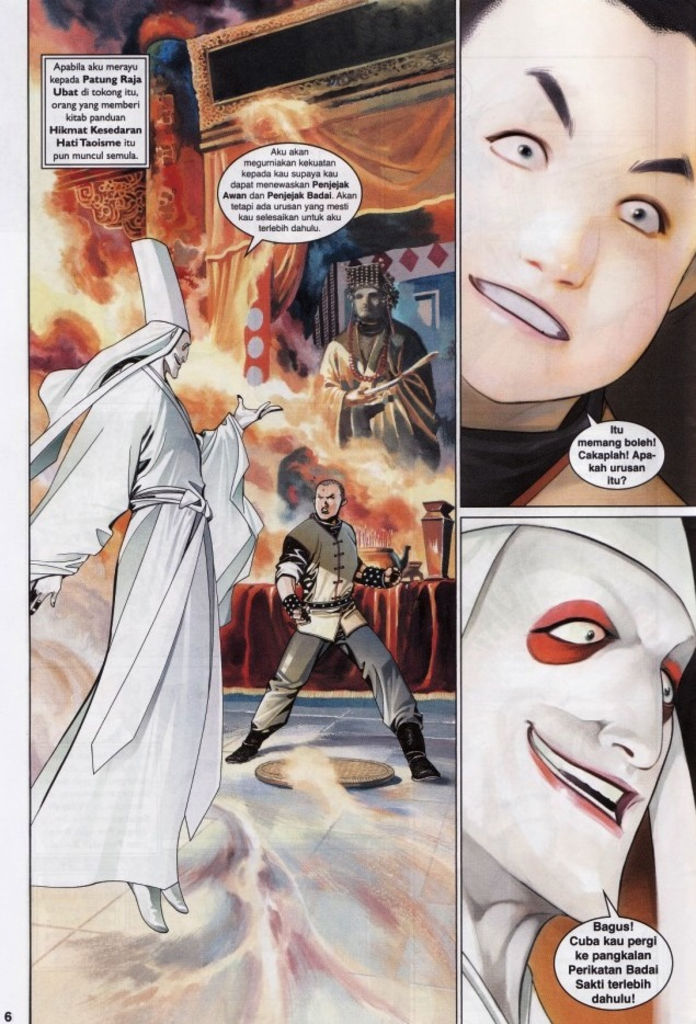 Apabila aku merayu
kepada Patung Raja
Ubat di tokong itu,
orang yang memberi
kitab panduan
Hikmat Kesedaran
Hati Taoisme itu
pun muncul semula.
Aku akan
megurniakan kekuatan
kepada kau supaya kau
dapat menewaskan Penjejak
Awan dan Penjejak Badai. Akan
tetapi ada urusan yang mesti
kau selesaikan untuk aku
terlebih dahulu.
Itu
memang boleh!
Cakaplah! Apa-
kah urusan
itu?
Bagus!
Cuba kau pergi
ke pangkalan
Perikatan Badai
Sakti terlebih
dahulu!
6